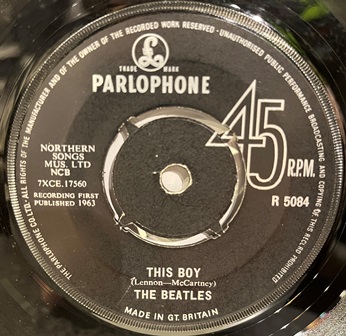 THE PARLOPHONE CO. LTD. · ALL RIGHTS OF THE MANUFACTURER AND OF THE OWNER OF THE RECORDED WORK RESERVED · UNAUTHORISED PUBLIC PERFORMANCE BROADCASTING AND COPYING OF THIS RECORD PROHIBITED
£
TRADE MARK
PARLOPHONE
45
R.P.M.
NORTHERN
SONGS
MUS. LTD
NCB
7XCE.17560
RECORDING FIRST
PUBLISHED 1963
R 5084
THIS BOY
(Lennon—McCartney)
THE BEATLES
MADE IN GT. BRITAIN